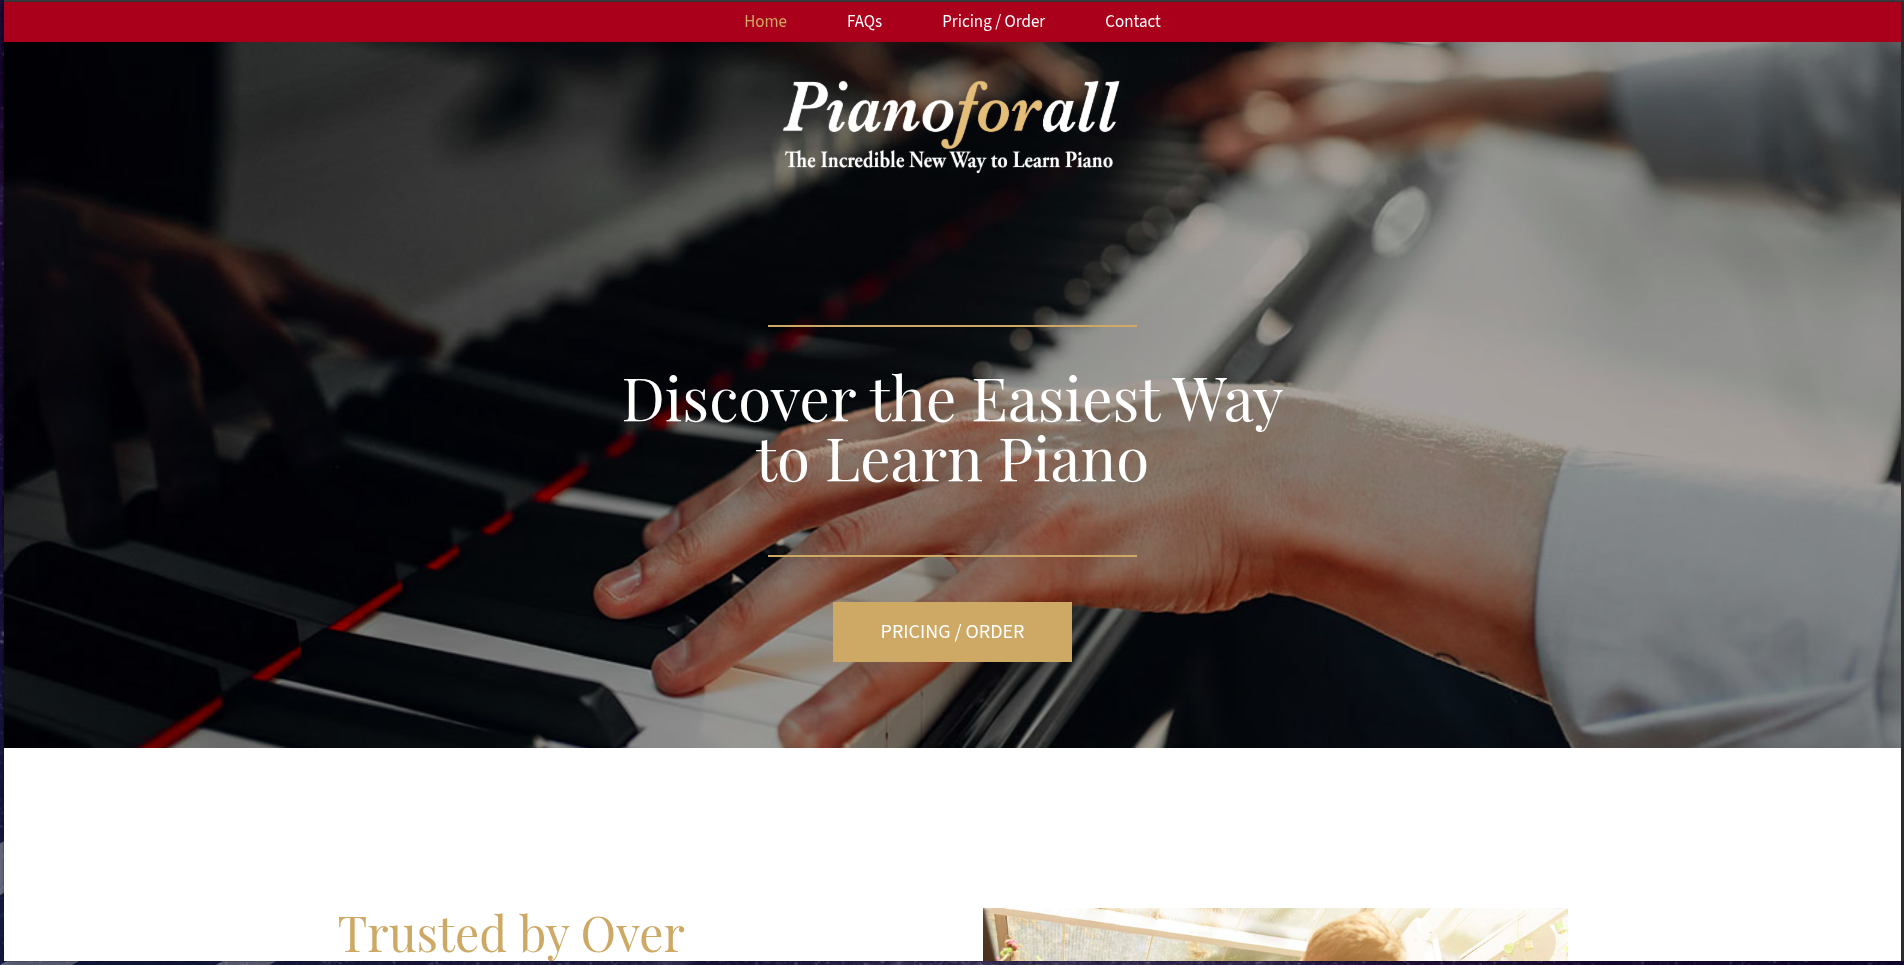 Home FAQs Pricing / Order Contact
Pianoforall
The Incredible New Way to Learn Piano
Discover the Easiest Way
to Learn Piano
PRICING / ORDER
Trusted by Over